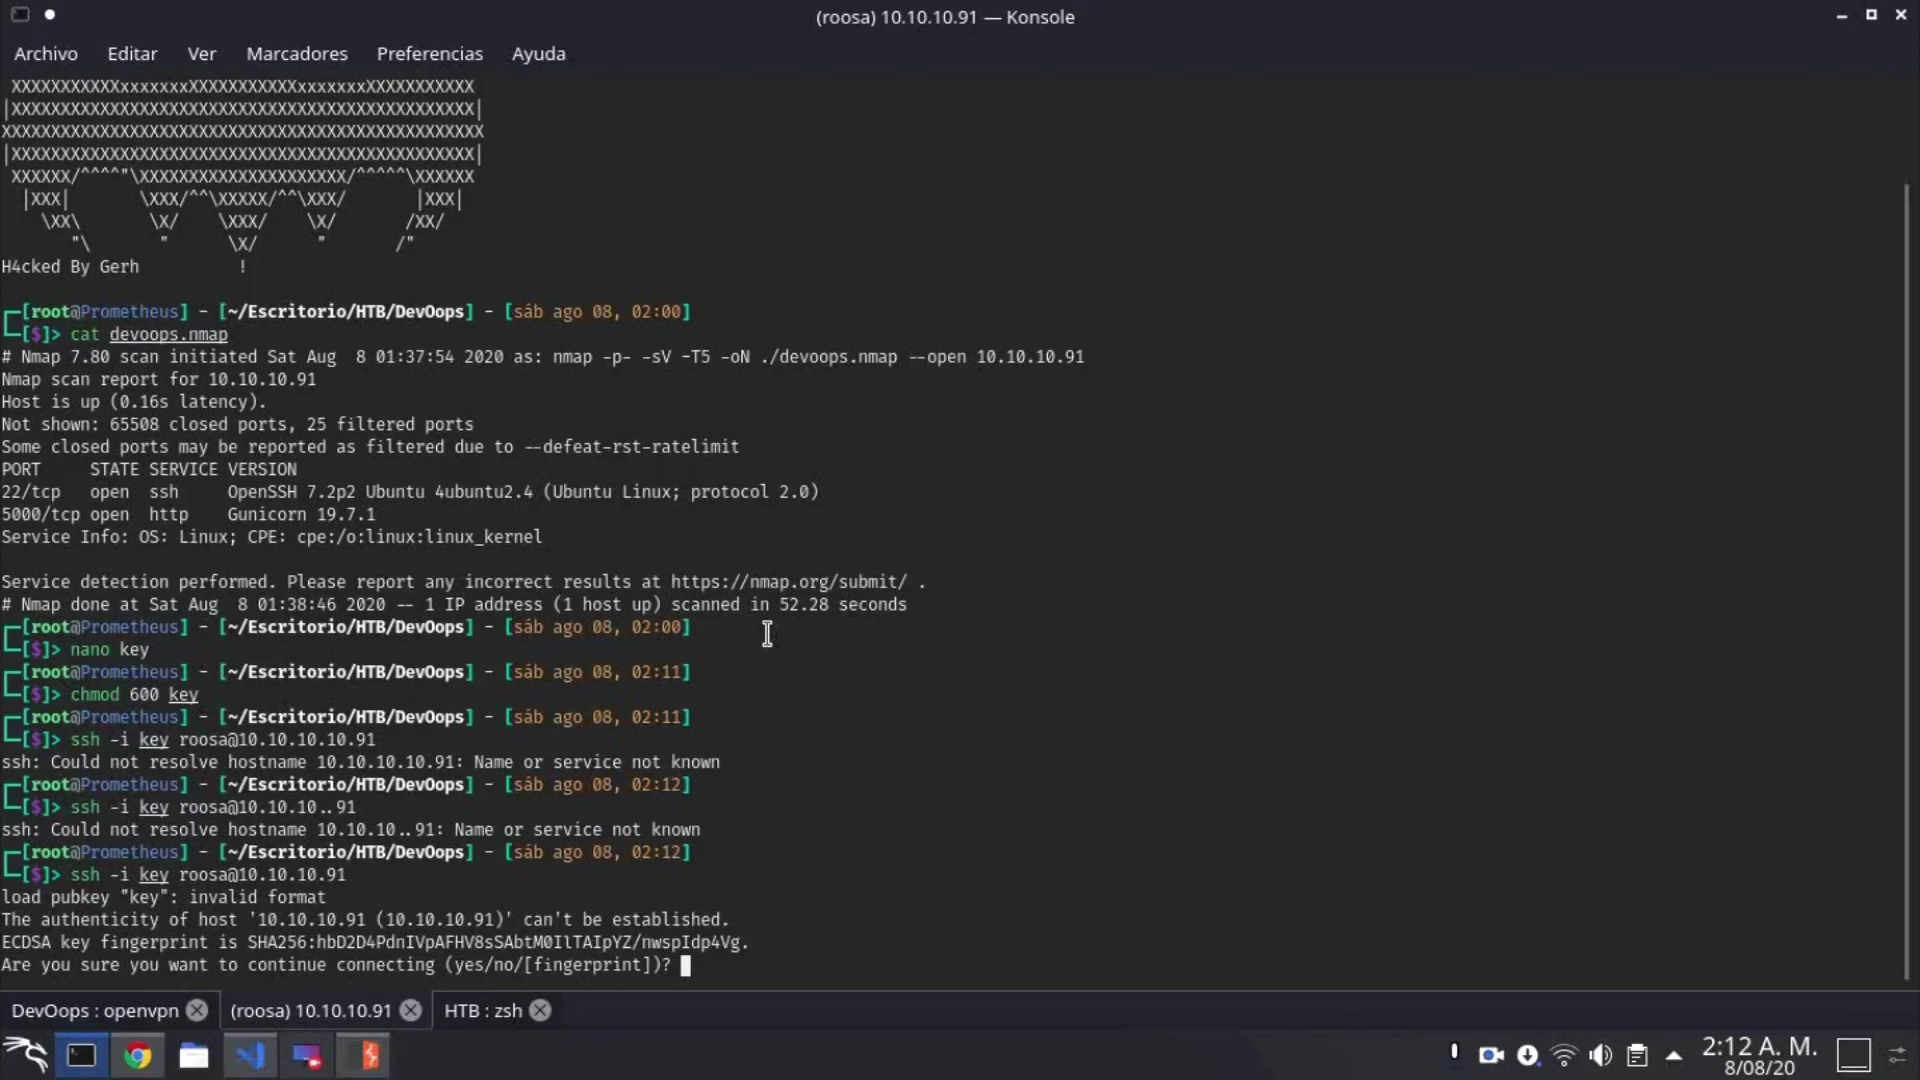 (roosa) 10.10.10.91 — Konsole
Archivo Editar Ver Marcadores Preferencias Ayuda
XXXXXXXXXXXxxxxxxxXXXXXXXXXXXxxxxxxxXXXXXXXXXXX
|XXXXXXXXXXXXXXXXXXXXXXXXXXXXXXXXXXXXXXXXXXXXXXX|
XXXXXXXXXXXXXXXXXXXXXXXXXXXXXXXXXXXXXXXXXXXXXXXXX
|XXXXXXXXXXXXXXXXXXXXXXXXXXXXXXXXXXXXXXXXXXXXXXX|
XXXXXX/^^^^"\XXXXXXXXXXXXXXXXXXXXX/^^^^^\XXXXXX
|XXX|       \XXX/^^\XXXXX/^^\XXX/       |XXX|
\XX\       \X/    \XXX/    \X/       /XX/
"\       "      \X/      "       /"
H4cked By Gerh          !
[root@Prometheus] - [~/Escritorio/HTB/DevOops] - [sáb ago 08, 02:00]
[$]> cat devoops.nmap
# Nmap 7.80 scan initiated Sat Aug  8 01:37:54 2020 as: nmap -p- -sV -T5 -oN ./devoops.nmap --open 10.10.10.91
Nmap scan report for 10.10.10.91
Host is up (0.16s latency).
Not shown: 65508 closed ports, 25 filtered ports
Some closed ports may be reported as filtered due to --defeat-rst-ratelimit
PORT     STATE SERVICE VERSION
22/tcp   open  ssh     OpenSSH 7.2p2 Ubuntu 4ubuntu2.4 (Ubuntu Linux; protocol 2.0)
5000/tcp open  http    Gunicorn 19.7.1
Service Info: OS: Linux; CPE: cpe:/o:linux:linux_kernel
Service detection performed. Please report any incorrect results at https://nmap.org/submit/ .
# Nmap done at Sat Aug  8 01:38:46 2020 -- 1 IP address (1 host up) scanned in 52.28 seconds
[root@Prometheus] - [~/Escritorio/HTB/DevOops] - [sáb ago 08, 02:00]
[$]> nano key
[root@Prometheus] - [~/Escritorio/HTB/DevOops] - [sáb ago 08, 02:11]
[$]> chmod 600 key
[root@Prometheus] - [~/Escritorio/HTB/DevOops] - [sáb ago 08, 02:11]
[$]> ssh -i key roosa@10.10.10.10.91
ssh: Could not resolve hostname 10.10.10.10.91: Name or service not known
[root@Prometheus] - [~/Escritorio/HTB/DevOops] - [sáb ago 08, 02:12]
[$]> ssh -i key roosa@10.10.10..91
ssh: Could not resolve hostname 10.10.10..91: Name or service not known
[root@Prometheus] - [~/Escritorio/HTB/DevOops] - [sáb ago 08, 02:12]
[$]> ssh -i key roosa@10.10.10.91
load pubkey "key": invalid format
The authenticity of host '10.10.10.91 (10.10.10.91)' can't be established.
ECDSA key fingerprint is SHA256:hbD2D4PdnIVpAFHV8sSAbtM0IlTAIpYZ/nwspIdp4Vg.
Are you sure you want to continue connecting (yes/no/[fingerprint])?
DevOops : openvpn (roosa) 10.10.10.91 HTB : zsh
2:12 A. M.
8/08/20